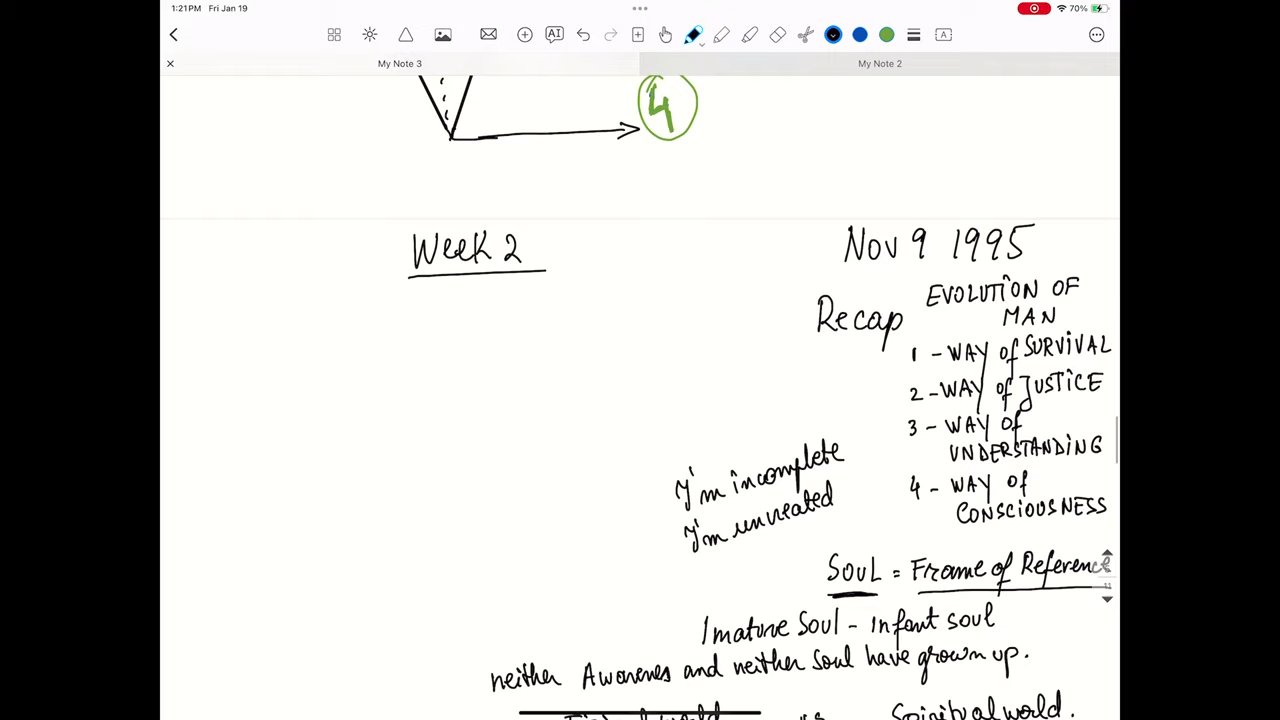 1:21PM Fri Jan 19
70%
My Note 3
My Note 2
4
Week 2
Nov 9 1995
Recap
EVOLUTION OF
MAN
1 - WAY of SURVIVAL
2 - WAY of JUSTICE
3 - WAY of
UNDERSTANDING
4 - WAY of
CONSCIOUSNESS
I'm incomplete
I'm uncreated
SOUL = Frame of Reference
Imature Soul - infant soul
neither Awarenes and neither Soul have grown up.
world
vs
Spiritual world.